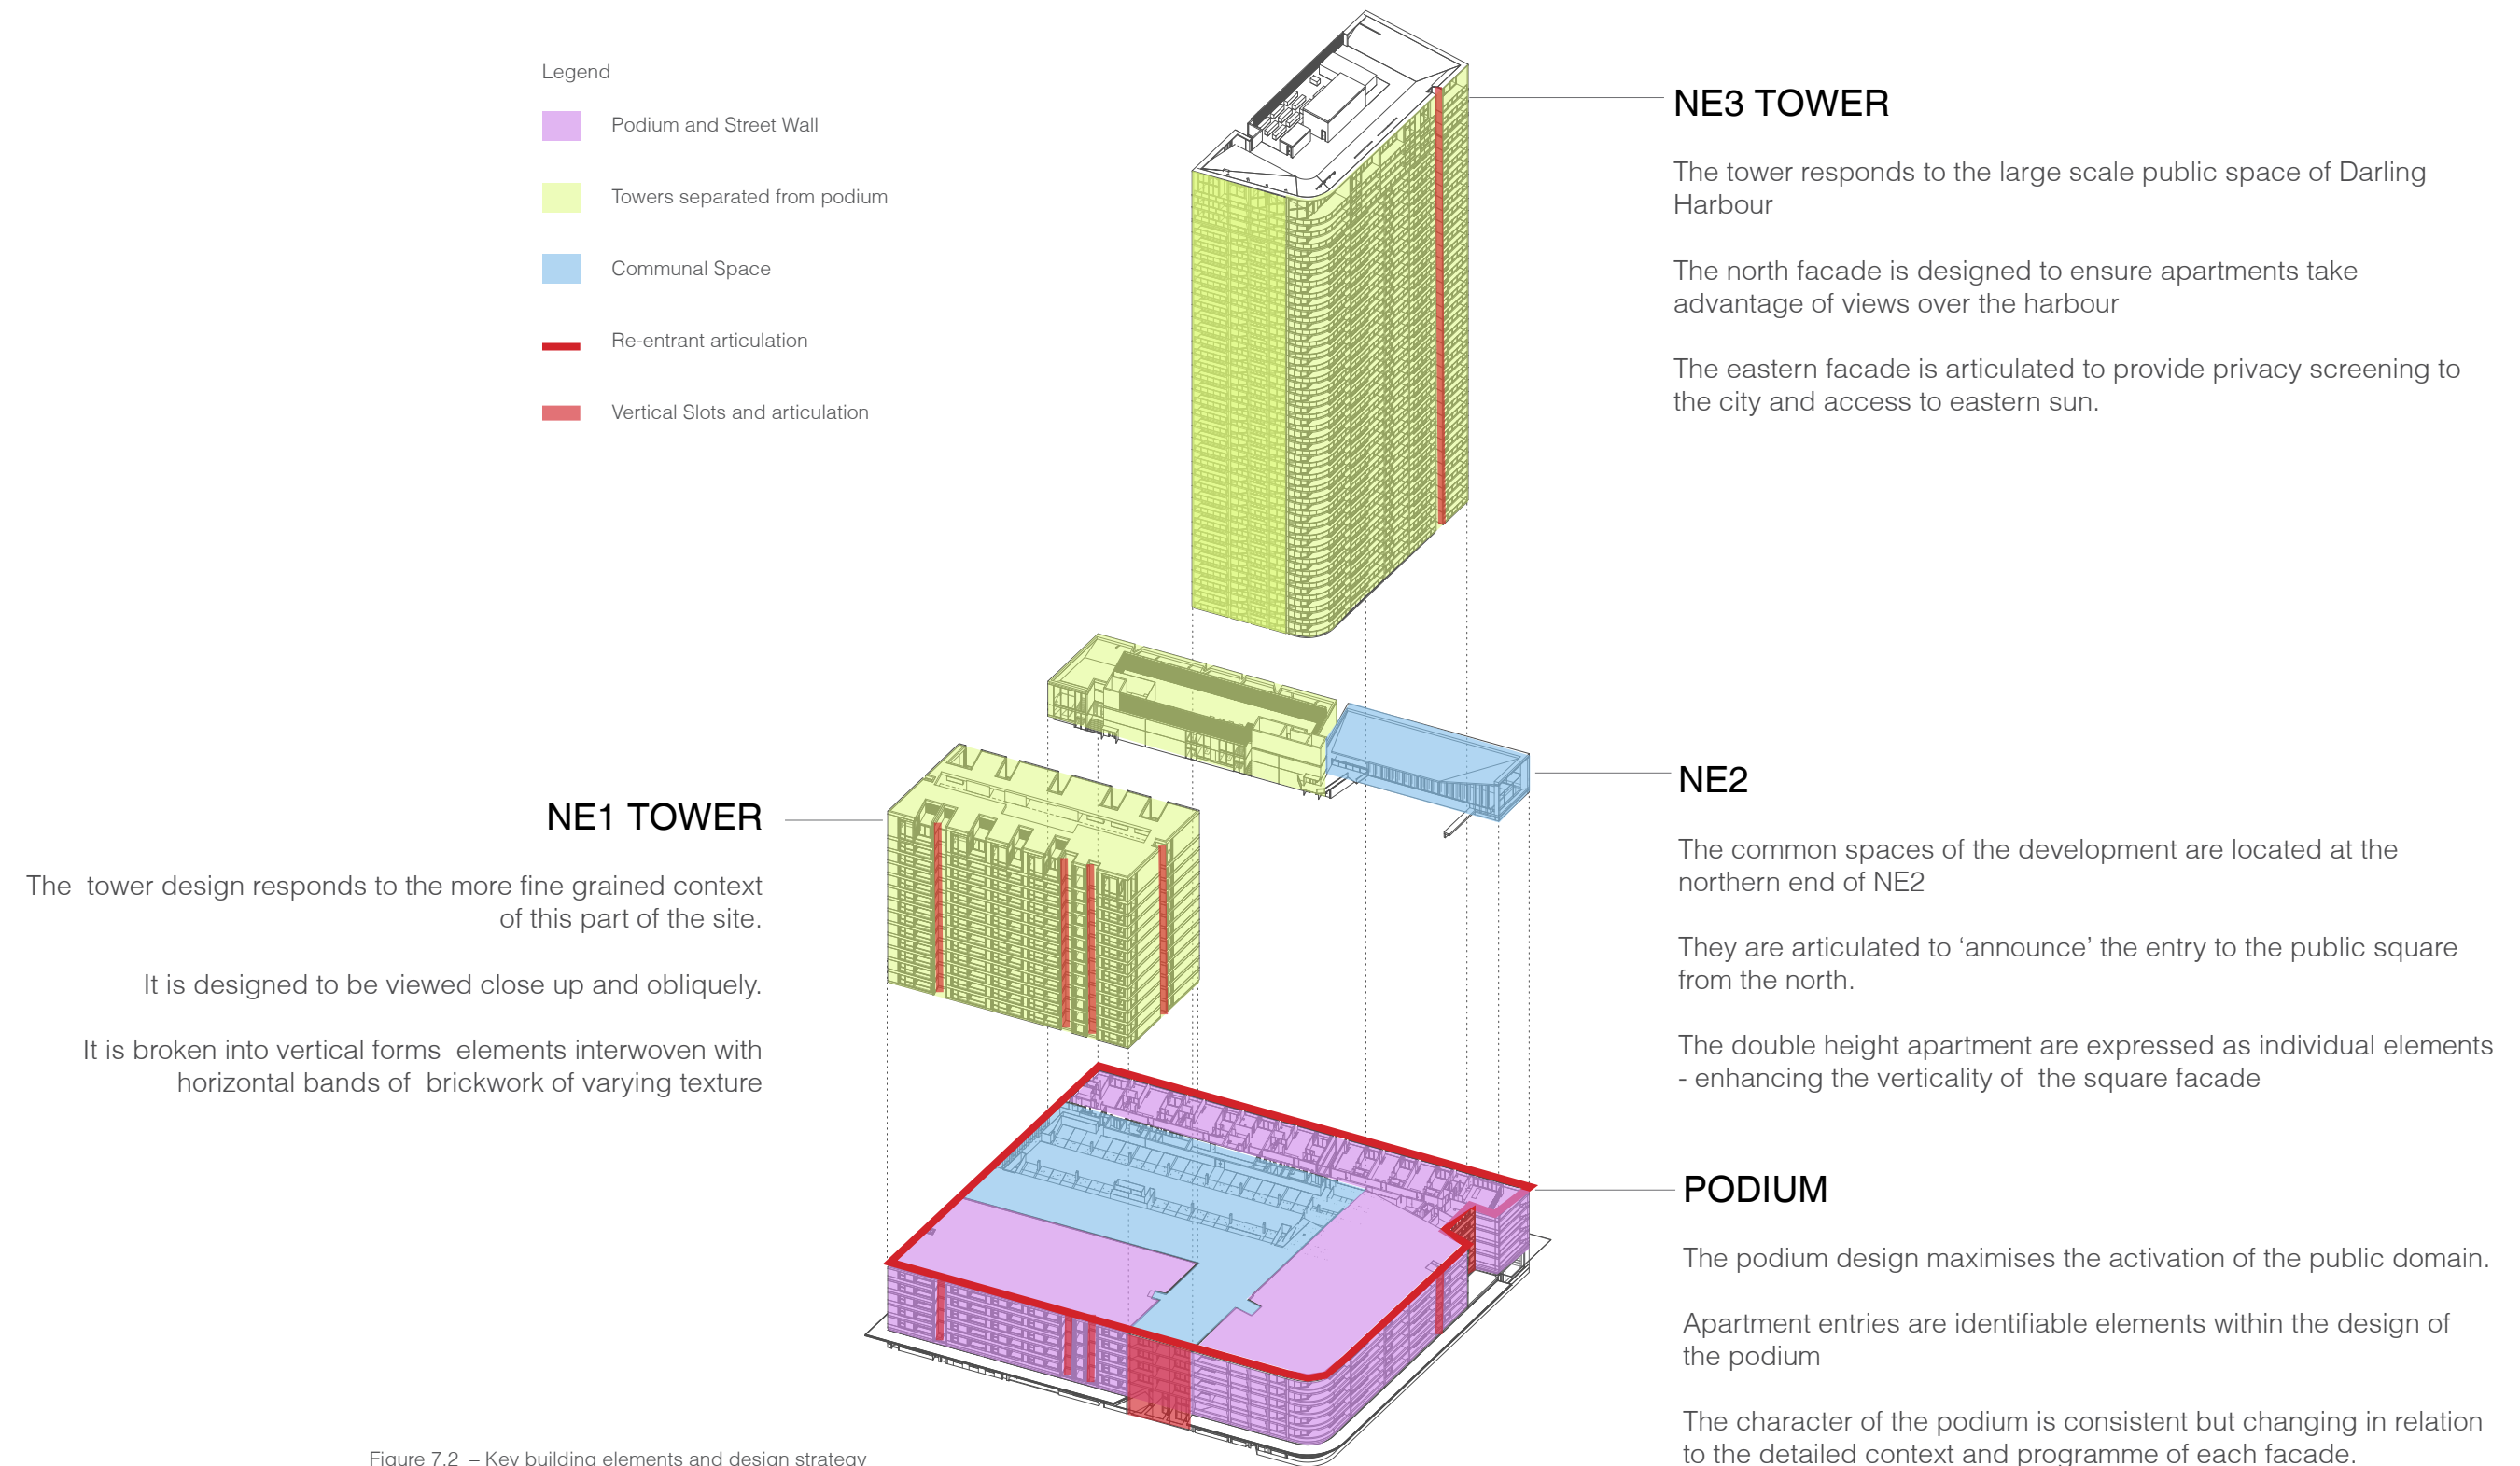 Legend
Podium and Street Wall
Towers separated from podium
Communal Space
Re-entrant articulation
Vertical Slots and articulation
NE3 TOWER
The tower responds to the large scale public space of Darling
Harbour
The north facade is designed to ensure apartments take
advantage of views over the harbour
The eastern facade is articulated to provide privacy screening to
the city and access to eastern sun.
NE1 TOWER
The tower design responds to the more fine grained context
of this part of the site.
It is designed to be viewed close up and obliquely.
It is broken into vertical forms elements interwoven with
horizontal bands of brickwork of varying texture
NE2
The common spaces of the development are located at the
northern end of NE2
They are articulated to ‘announce’ the entry to the public square
from the north.
The double height apartment are expressed as individual elements
- enhancing the verticality of the square facade
PODIUM
The podium design maximises the activation of the public domain.
Apartment entries are identifiable elements within the design of
the podium
The character of the podium is consistent but changing in relation
to the detailed context and programme of each facade.
Figure 7.2 – Key building elements and design strategy